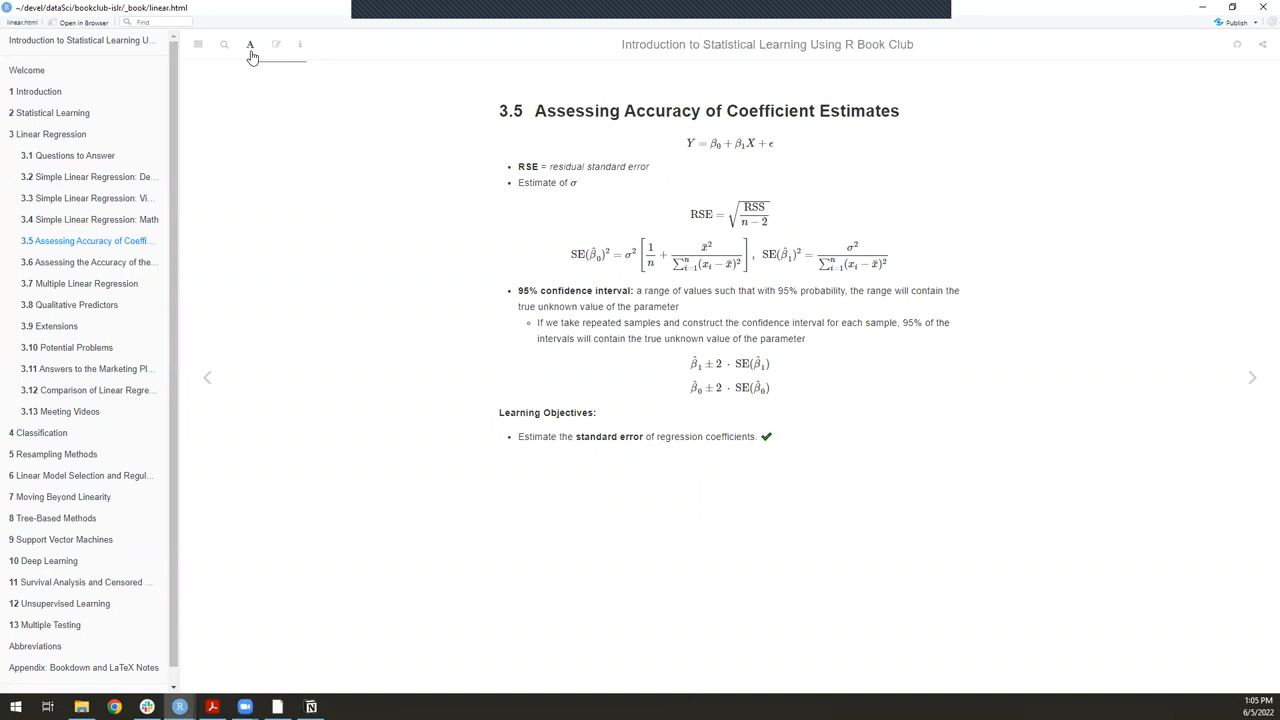 ~/devel/dataSci/bookclub-islr/_book/linear.html
linear.html
Open in Browser
Find
Publish
Introduction to Statistical Learning U...
Welcome
1 Introduction
2 Statistical Learning
3 Linear Regression
3.1 Questions to Answer
3.2 Simple Linear Regression: De...
3.3 Simple Linear Regression: Vi...
3.4 Simple Linear Regression: Math
3.5 Assessing Accuracy of Coeffi...
3.6 Assessing the Accuracy of the...
3.7 Multiple Linear Regression
3.8 Qualitative Predictors
3.9 Extensions
3.10 Potential Problems
3.11 Answers to the Marketing Pl...
3.12 Comparison of Linear Regre...
3.13 Meeting Videos
4 Classification
5 Resampling Methods
6 Linear Model Selection and Regul...
7 Moving Beyond Linearity
8 Tree-Based Methods
9 Support Vector Machines
10 Deep Learning
11 Survival Analysis and Censored ...
12 Unsupervised Learning
13 Multiple Testing
Abbreviations
Appendix: Bookdown and LaTeX Notes
A
i
Introduction to Statistical Learning Using R Book Club
3.5 Assessing Accuracy of Coefficient Estimates
Y = β₀ + β₁X + ϵ
• RSE = residual standard error
• Estimate of σ
RSE = √(RSS / (n − 2))
SE(β̂₀)² = σ² [1/n + x̄² / ∑ᵢ₌₁ⁿ(xᵢ − x̄)²], SE(β̂₁)² = σ² / ∑ᵢ₌₁ⁿ(xᵢ − x̄)²
• 95% confidence interval: a range of values such that with 95% probability, the range will contain the
true unknown value of the parameter
◦ If we take repeated samples and construct the confidence interval for each sample, 95% of the
intervals will contain the true unknown value of the parameter
β̂₁ ± 2 · SE(β̂₁)
β̂₀ ± 2 · SE(β̂₀)
Learning Objectives:
• Estimate the standard error of regression coefficients. ✔
R
N
1:05 PM
6/5/2022